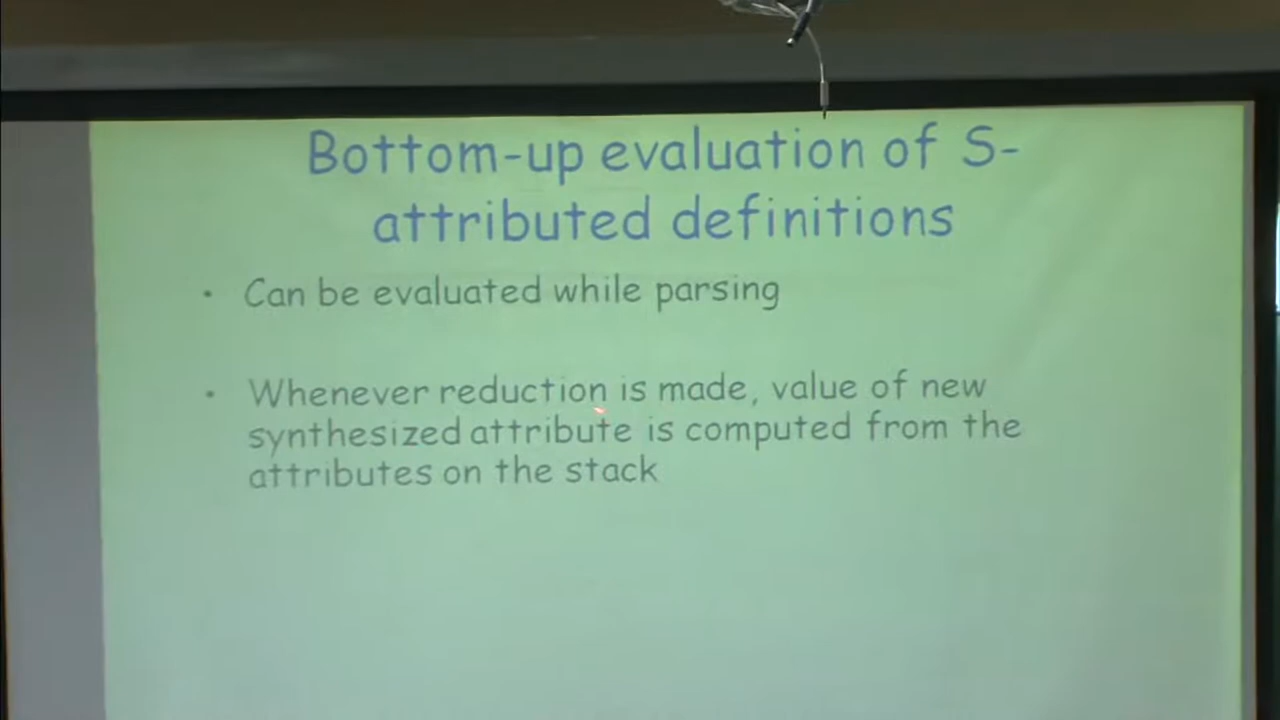 Bottom-up evaluation of S-
attributed definitions
• Can be evaluated while parsing
• Whenever reduction is made, value of new
synthesized attribute is computed from the
attributes on the stack